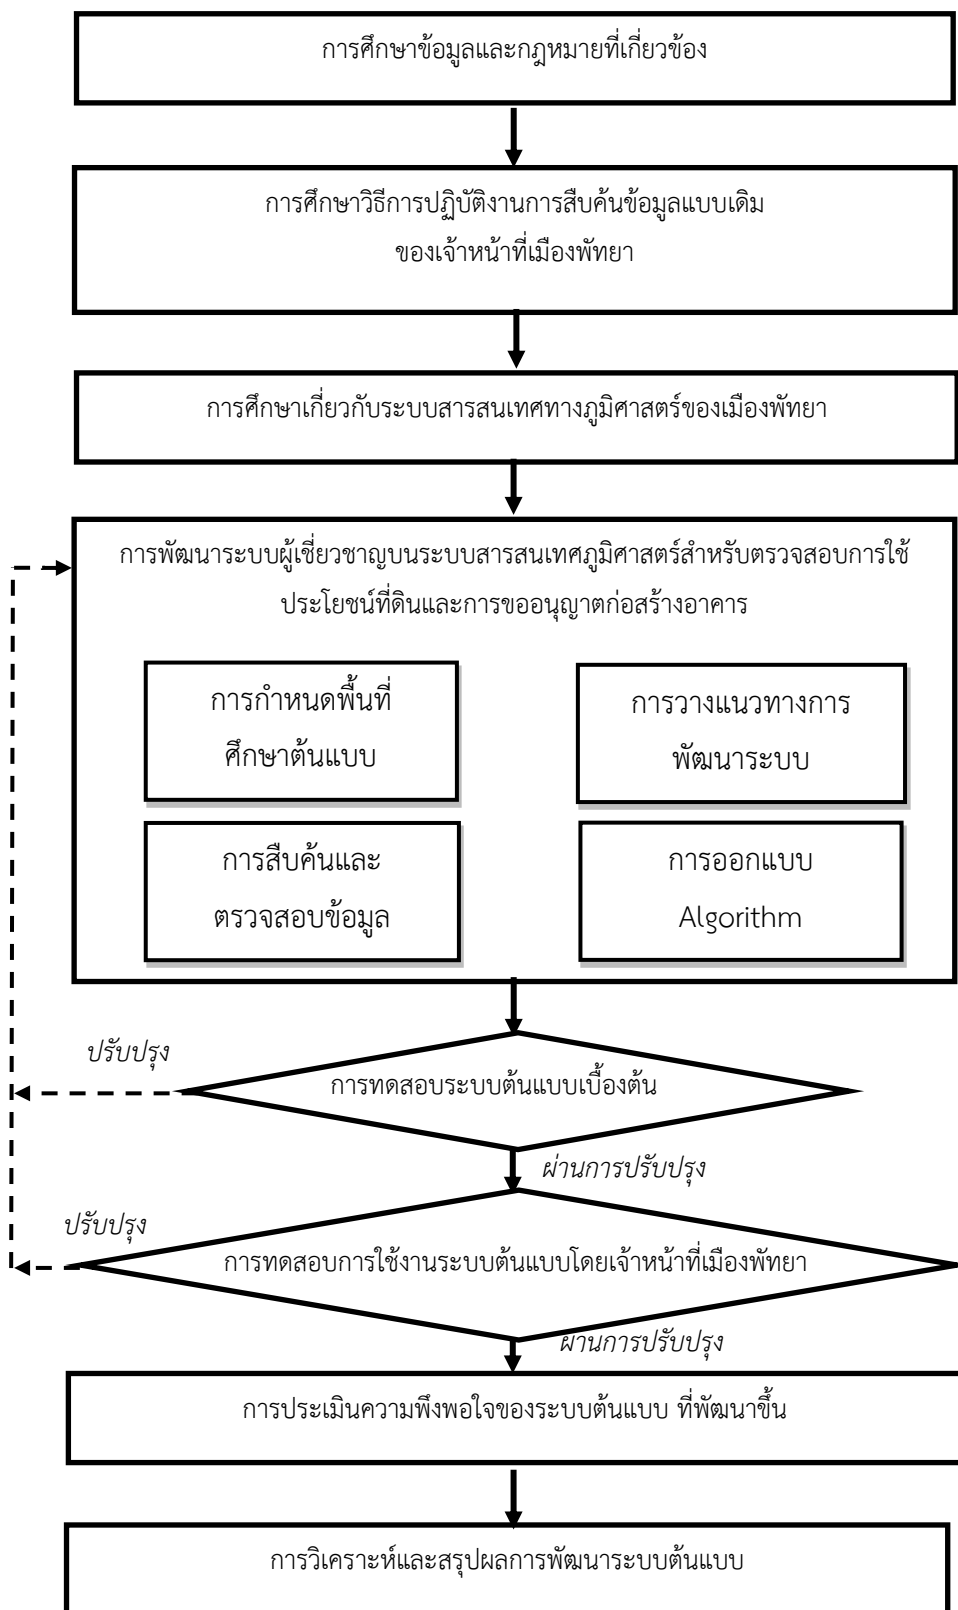 การศึกษาข้อมูลและกฎหมายที่เกี่ยวข้อง
การศึกษาวิธีการปฏิบัติงานการสืบค้นข้อมูลแบบเดิม
ของเจ้าหน้าที่เมืองพัทยา
การศึกษาเกี่ยวกับระบบสารสนเทศทางภูมิศาสตร์ของเมืองพัทยา
การพัฒนาระบบผู้เชี่ยวชาญบนระบบสารสนเทศภูมิศาสตร์สำหรับตรวจสอบการใช้
ประโยชน์ที่ดินและการขออนุญาตก่อสร้างอาคาร
การกำหนดพื้นที่
ศึกษาต้นแบบ
การวางแนวทางการ
พัฒนาระบบ
การสืบค้นและ
ตรวจสอบข้อมูล
การออกแบบ
Algorithm
ปรับปรุง
การทดสอบระบบต้นแบบเบื้องต้น
ผ่านการปรับปรุง
ปรับปรุง
การทดสอบการใช้งานระบบต้นแบบโดยเจ้าหน้าที่เมืองพัทยา
ผ่านการปรับปรุง
การประเมินความพึงพอใจของระบบต้นแบบ ที่พัฒนาขึ้น
การวิเคราะห์และสรุปผลการพัฒนาระบบต้นแบบ